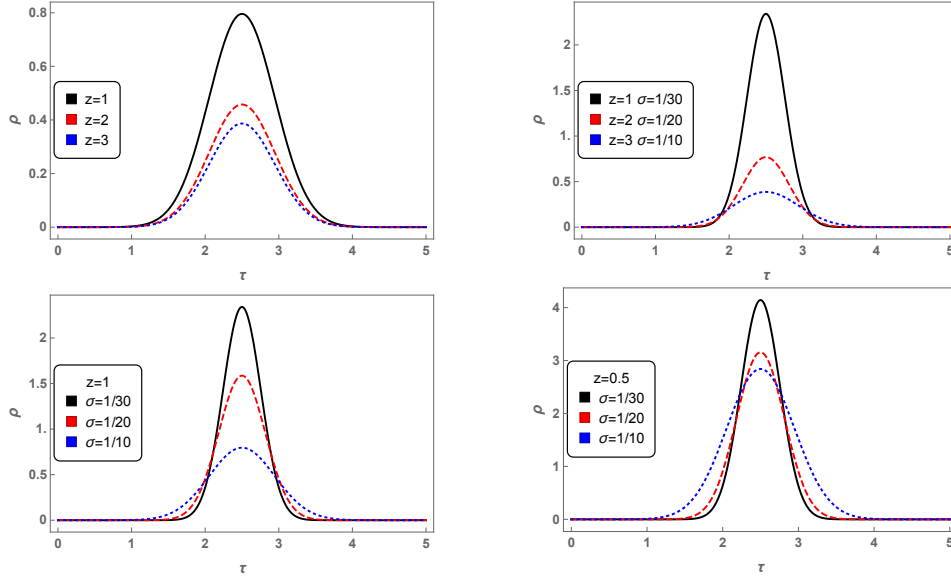 0.8
0.6
0.4
0.2
0
ρ
z=1
z=2
z=3
0 1 2 3 4 5
τ
2
1.5
1.
0.5
0
ρ
z=1 σ=1/30
z=2 σ=1/20
z=3 σ=1/10
0 1 2 3 4 5
τ
2
1.5
1.
0.5
0
ρ
z=1
σ=1/30
σ=1/20
σ=1/10
0 1 2 3 4 5
τ
4
3
2
1
0
ρ
z=0.5
σ=1/30
σ=1/20
σ=1/10
0 1 2 3 4 5
τ